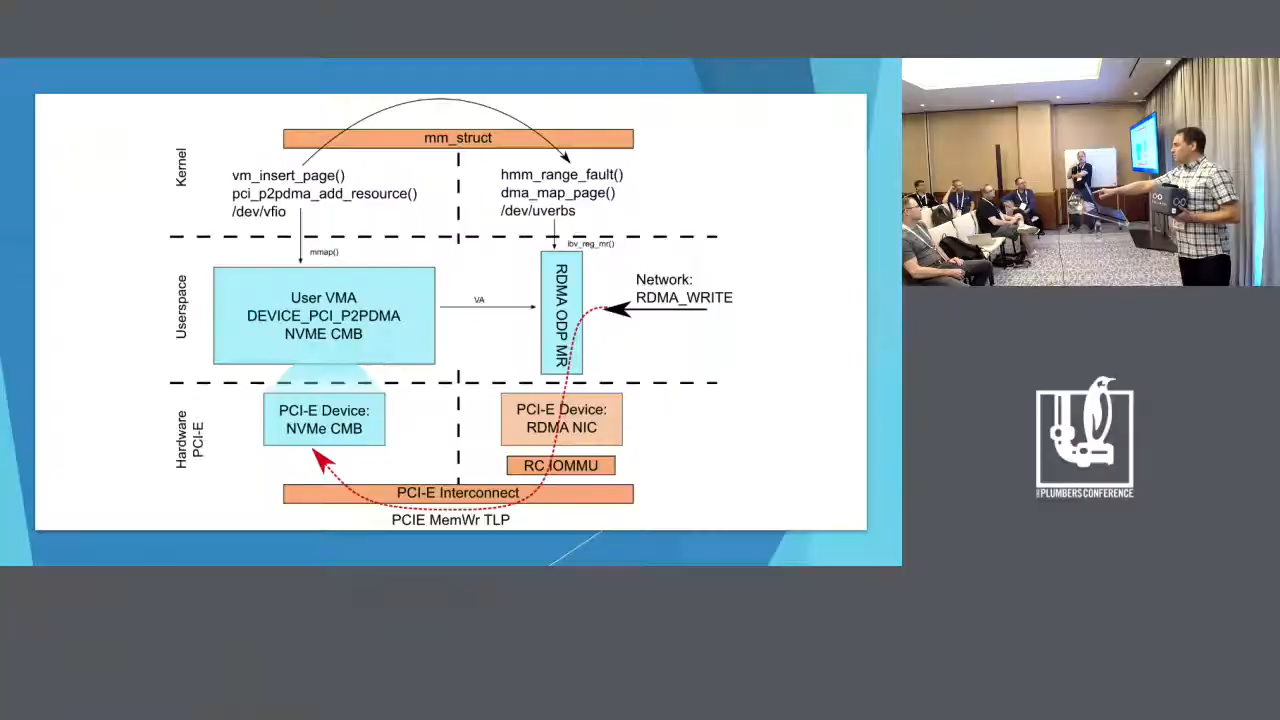 mm_struct
Kernel
vm_insert_page()
pci_p2pdma_add_resource()
/dev/vfio
hmm_range_fault()
dma_map_page()
/dev/uverbs
mmap()
ibv_reg_mr()
Userspace
User VMA
DEVICE_PCI_P2PDMA
NVME CMB
VA
RDMA ODP MR
Network:
RDMA_WRITE
Hardware
PCI-E
PCI-E Device:
NVMe CMB
PCI-E Device:
RDMA NIC
RC IOMMU
PCI-E Interconnect
PCIE MemWr TLP
PLUMBERS CONFERENCE